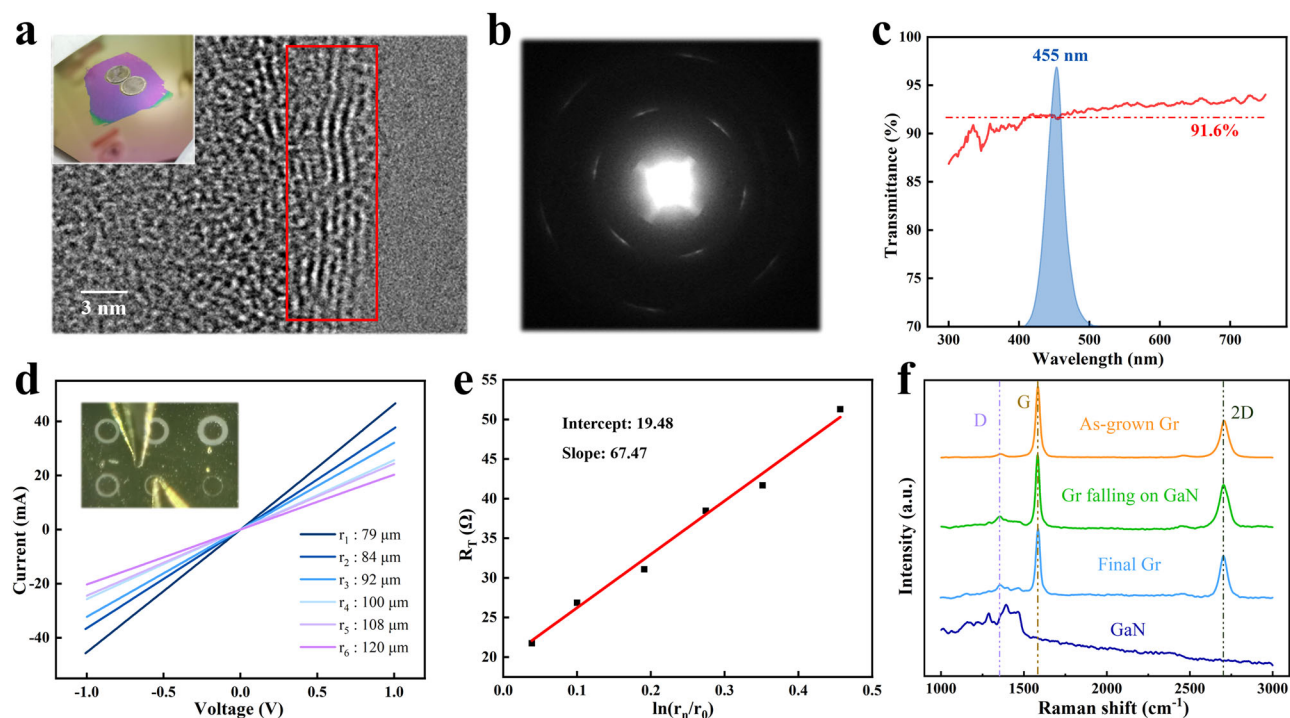 a
3 nm
b
c
100
95
90
85
80
75
70
Transmittance (%)
455 nm
91.6%
300
400
500
600
700
Wavelength (nm)
d
40
20
0
-20
-40
Current (mA)
r₁ : 79 μm
r₂ : 84 μm
r₃ : 92 μm
r₄ : 100 μm
r₅ : 108 μm
r₆ : 120 μm
-1.0
-0.5
0.0
0.5
1.0
Voltage (V)
e
55
50
45
40
35
30
25
20
R_T (Ω)
Intercept: 19.48
Slope: 67.47
0.0
0.1
0.2
0.3
0.4
0.5
ln(rₙ/r₀)
f
Intensity (a.u.)
D
G
2D
As-grown Gr
Gr falling on GaN
Final Gr
GaN
1000
1500
2000
2500
3000
Raman shift (cm⁻¹)